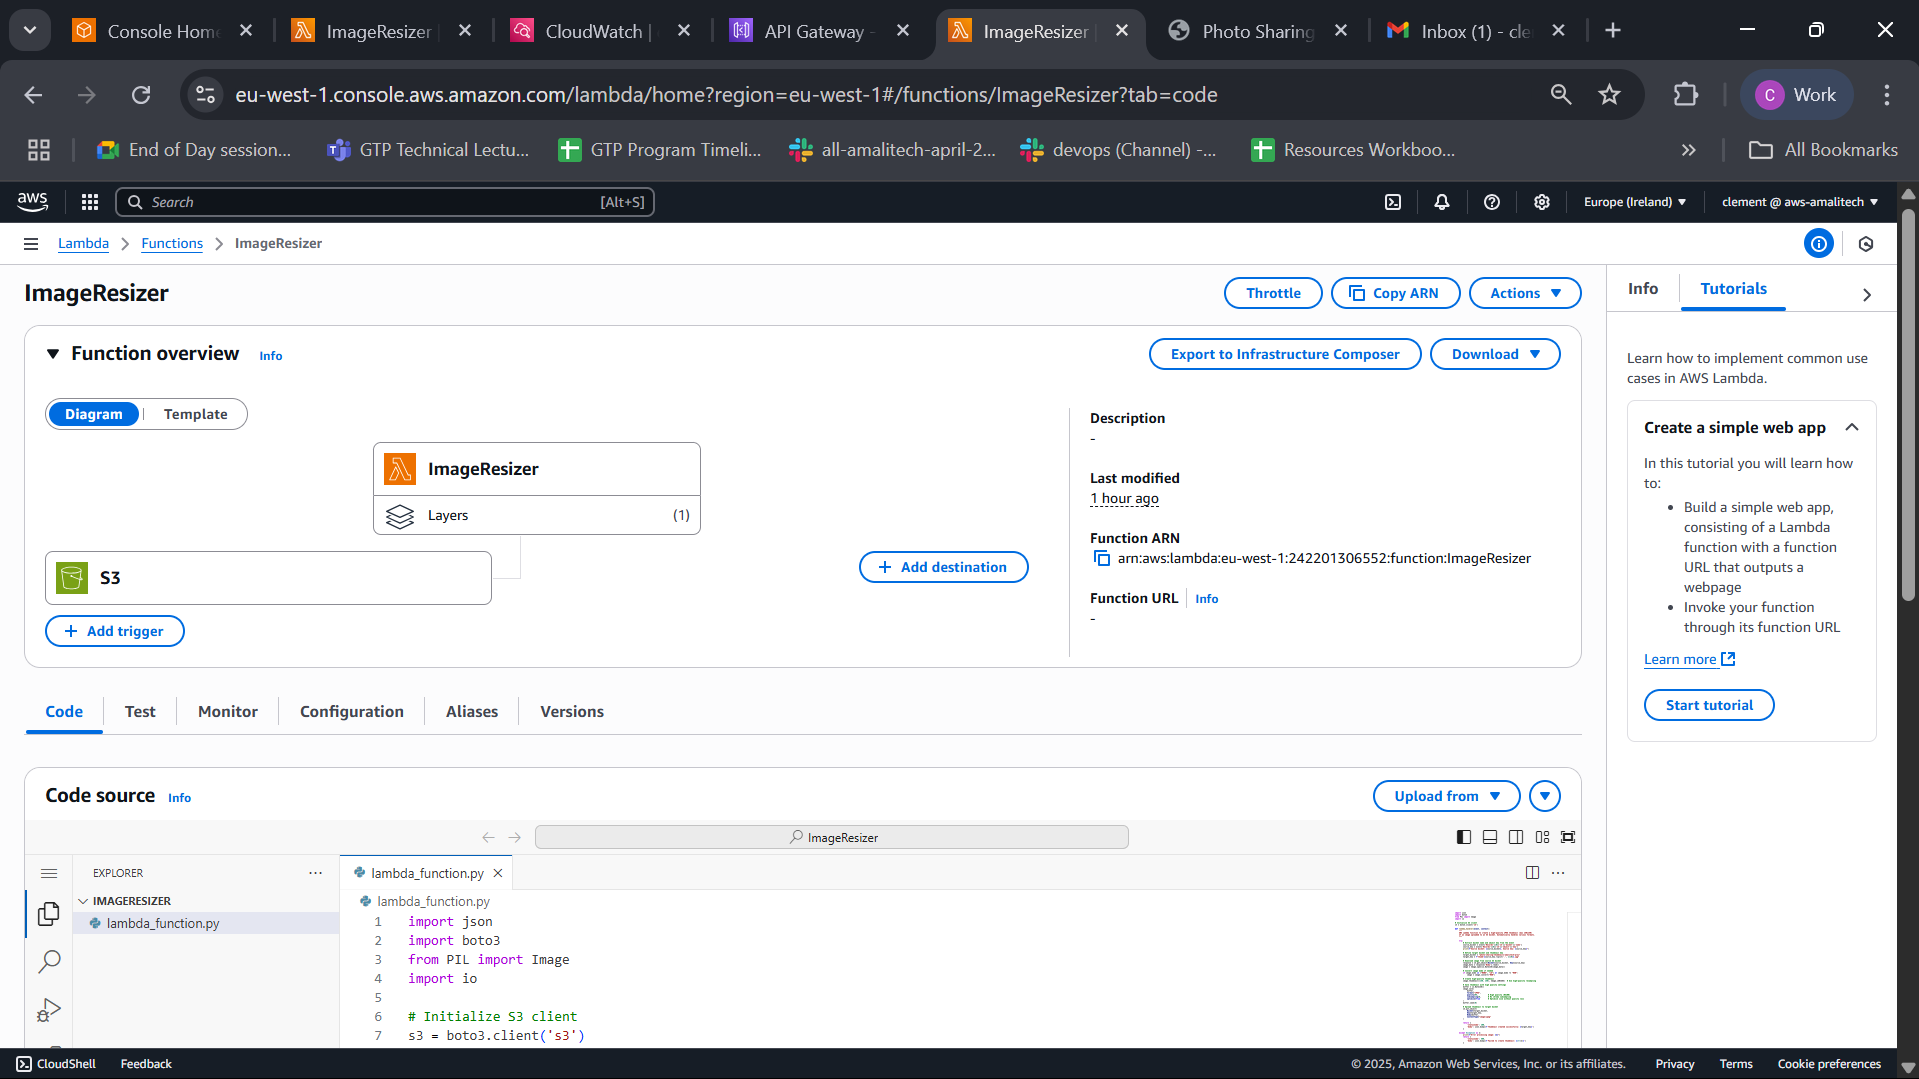 Console Home
ImageResizer
CloudWatch |
API Gateway -
ImageResizer
Photo Sharing
Inbox (1) - cle
eu-west-1.console.aws.amazon.com/lambda/home?region=eu-west-1#/functions/ImageResizer?tab=code
C Work
End of Day session...
GTP Technical Lectu...
GTP Program Timeli...
all-amalitech-april-2...
devops (Channel) -...
Resources Workboo...
All Bookmarks
aws
Search
[Alt+S]
Europe (Ireland)
clement @ aws-amalitech
Lambda
Functions
ImageResizer
ImageResizer
Throttle
Copy ARN
Actions
Info
Tutorials
Function overview
Info
Export to Infrastructure Composer
Download
Diagram
Template
ImageResizer
Layers
(1)
S3
Add trigger
Add destination
Description
-
Last modified
1 hour ago
Function ARN
arn:aws:lambda:eu-west-1:242201306552:function:ImageResizer
Function URL
Info
-
Learn how to implement common use
cases in AWS Lambda.
Create a simple web app
In this tutorial you will learn how
to:
• Build a simple web app,
consisting of a Lambda
function with a function
URL that outputs a
webpage
• Invoke your function
through its function URL
Learn more
Start tutorial
Code
Test
Monitor
Configuration
Aliases
Versions
Code source
Info
Upload from
ImageResizer
EXPLORER
IMAGERESIZER
lambda_function.py
lambda_function.py
lambda_function.py
1 import json
2 import boto3
3 from PIL import Image
4 import io
5
6 # Initialize S3 client
7 s3 = boto3.client('s3')
CloudShell
Feedback
© 2025, Amazon Web Services, Inc. or its affiliates.
Privacy
Terms
Cookie preferences